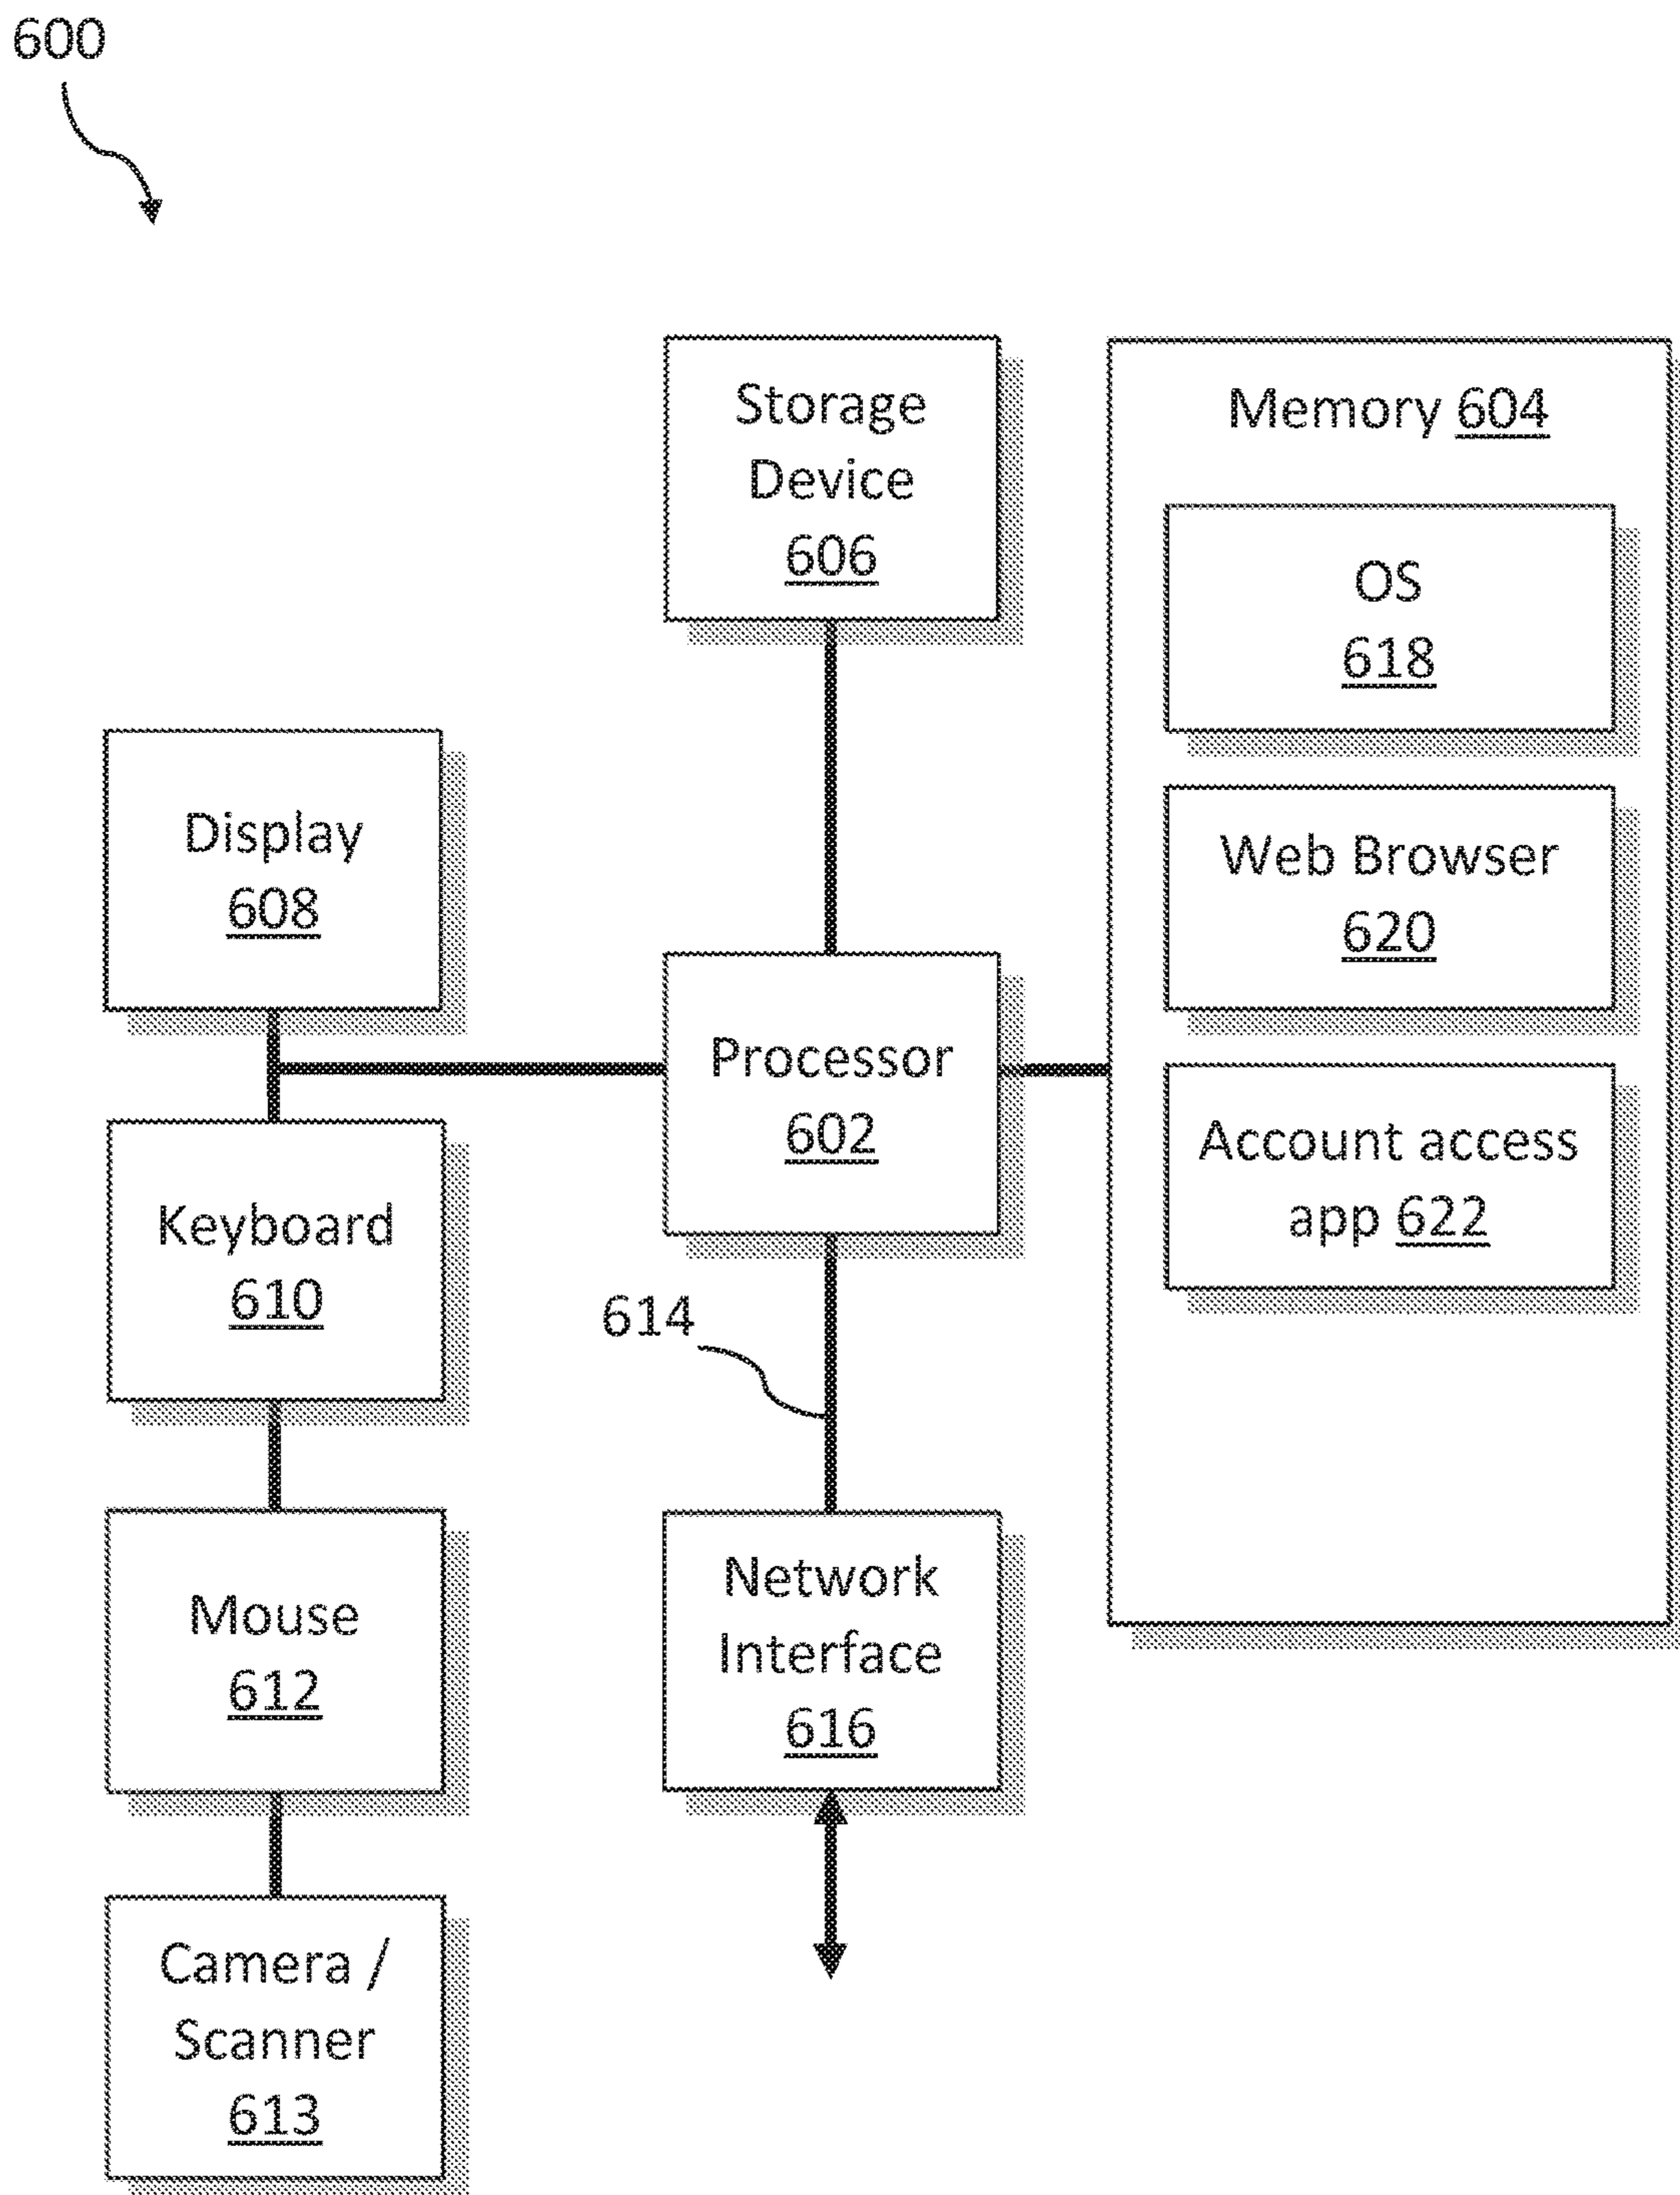 600
Storage
Device
606
Memory 604
OS
618
Display
608
Web Browser
620
Processor
602
Account access
app 622
Keyboard
610
614
Network
Interface
616
Mouse
612
Camera /
Scanner
613